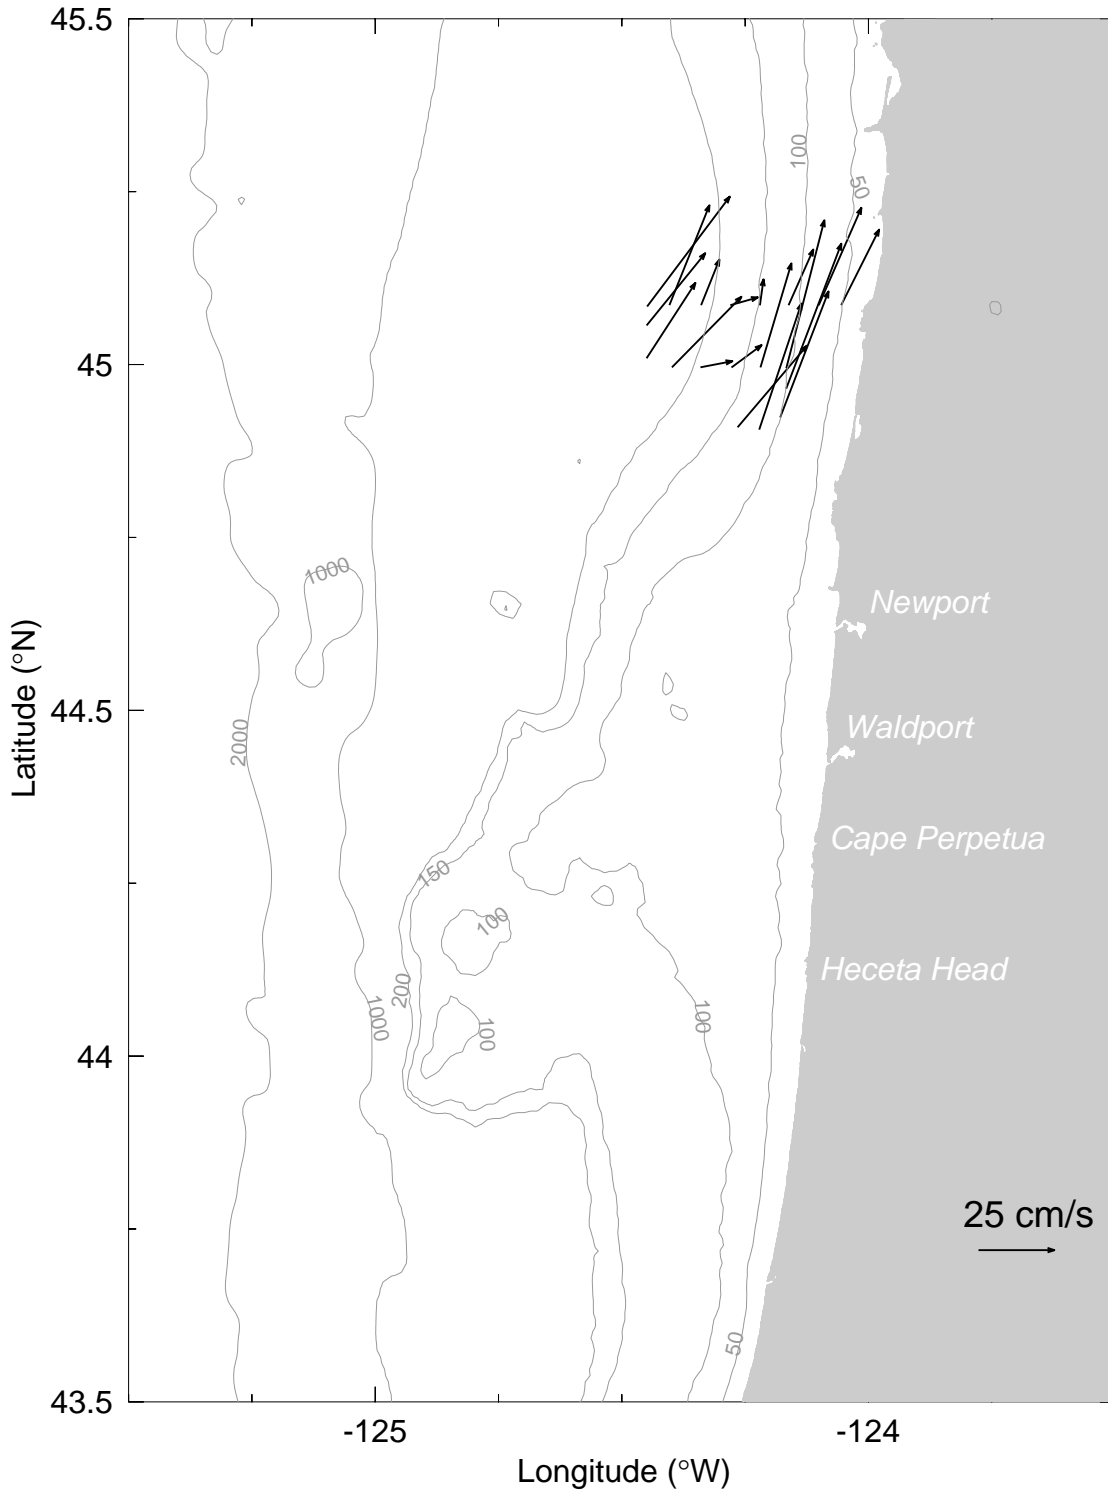 45.5
100
50
45
1000
Newport
Latitude (°N)
44.5
2000
Waldport
Cape Perpetua
150
100
Heceta Head
200
1000
100
100
44
25 cm/s
50
43.5
-125
-124
Longitude (°W)